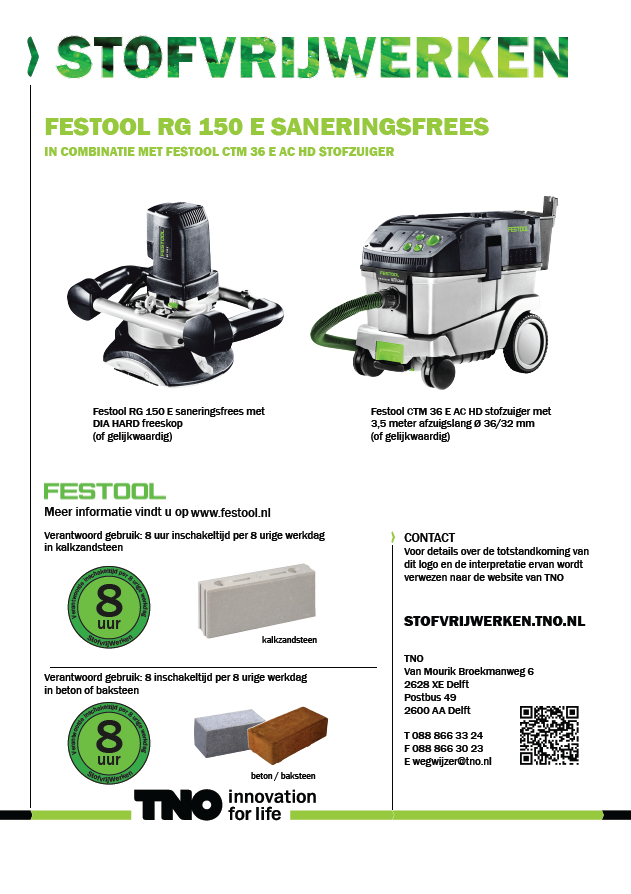 STOFVRIJWERKEN
FESTOOL RG 150 E SANERINGSFREES
IN COMBINATIE MET FESTOOL CTM 36 E AC HD STOFZUIGER
FESTOOL
FESTOOL
Festool RG 150 E saneringsfrees met
DIA HARD freeskop
(of gelijkwaardig)
Festool CTM 36 E AC HD stofzuiger met
3,5 meter afzuigslang Ø 36/32 mm
(of gelijkwaardig)
FESTOOL
Meer informatie vindt u op www.festool.nl
Verantwoord gebruik: 8 uur inschakeltijd per 8 urige werkdag
in kalkzandsteen
Verantwoorde inschakeltijd per 8 urige werkdag
8
uur
StofvrijWerken
kalkzandsteen
Verantwoord gebruik: 8 inschakeltijd per 8 urige werkdag
in beton of baksteen
Verantwoorde inschakeltijd per 8 urige werkdag
8
uur
StofvrijWerken
beton / baksteen
CONTACT
Voor details over de totstandkoming van
dit logo en de interpretatie ervan wordt
verwezen naar de website van TNO
STOFVRIJWERKEN.TNO.NL
TNO
Van Mourik Broekmanweg 6
2628 XE Delft
Postbus 49
2600 AA Delft
T 088 866 33 24
F 088 866 30 23
E wegwijzer@tno.nl
TNO innovation
for life